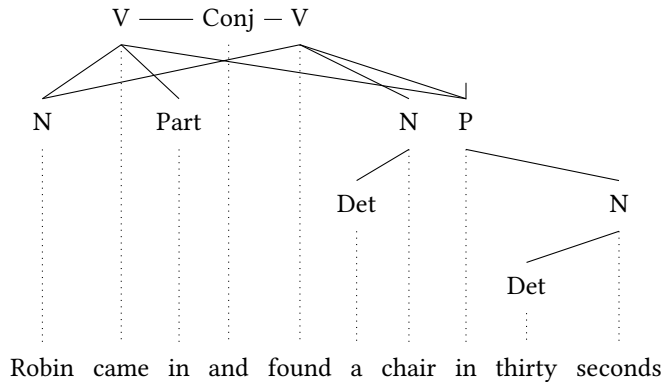 V Conj V
N Part N P
Det N
Det
Robin came in and found a chair in thirty seconds